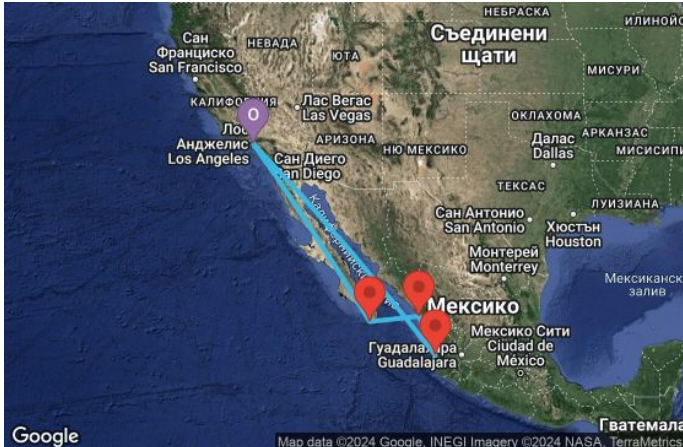 НЕБРАСКА
ИЛИНОЙС
Сан
Франциско
San Francisco
НЕВАДА
ЮТА
Съединени
щати
МИСУРИ
КАЛИФОРНИЯ
Лас Вегас
Las Vegas
О
Лос
Анджелис
Los Angeles
АРИЗОНА
НЮ МЕКСИКО
ОКЛАХОМА
АРКАНЗАС
Далас
Dallas
МИСИСИПИ
Сан Диего
San Diego
ТЕКСАС
Сан Антонио
San Antonio
ЛУИЗИАНА
Хюстън
Houston
Монтерей
Monterrey
Мексикански
залив
Мексико
Гуадалахара
Guadalajara
Мексико Сити
Ciudad de
México
Гватемала
Google
Map data ©2024 Google, INEGI Imagery ©2024 NASA, TerraMetrics